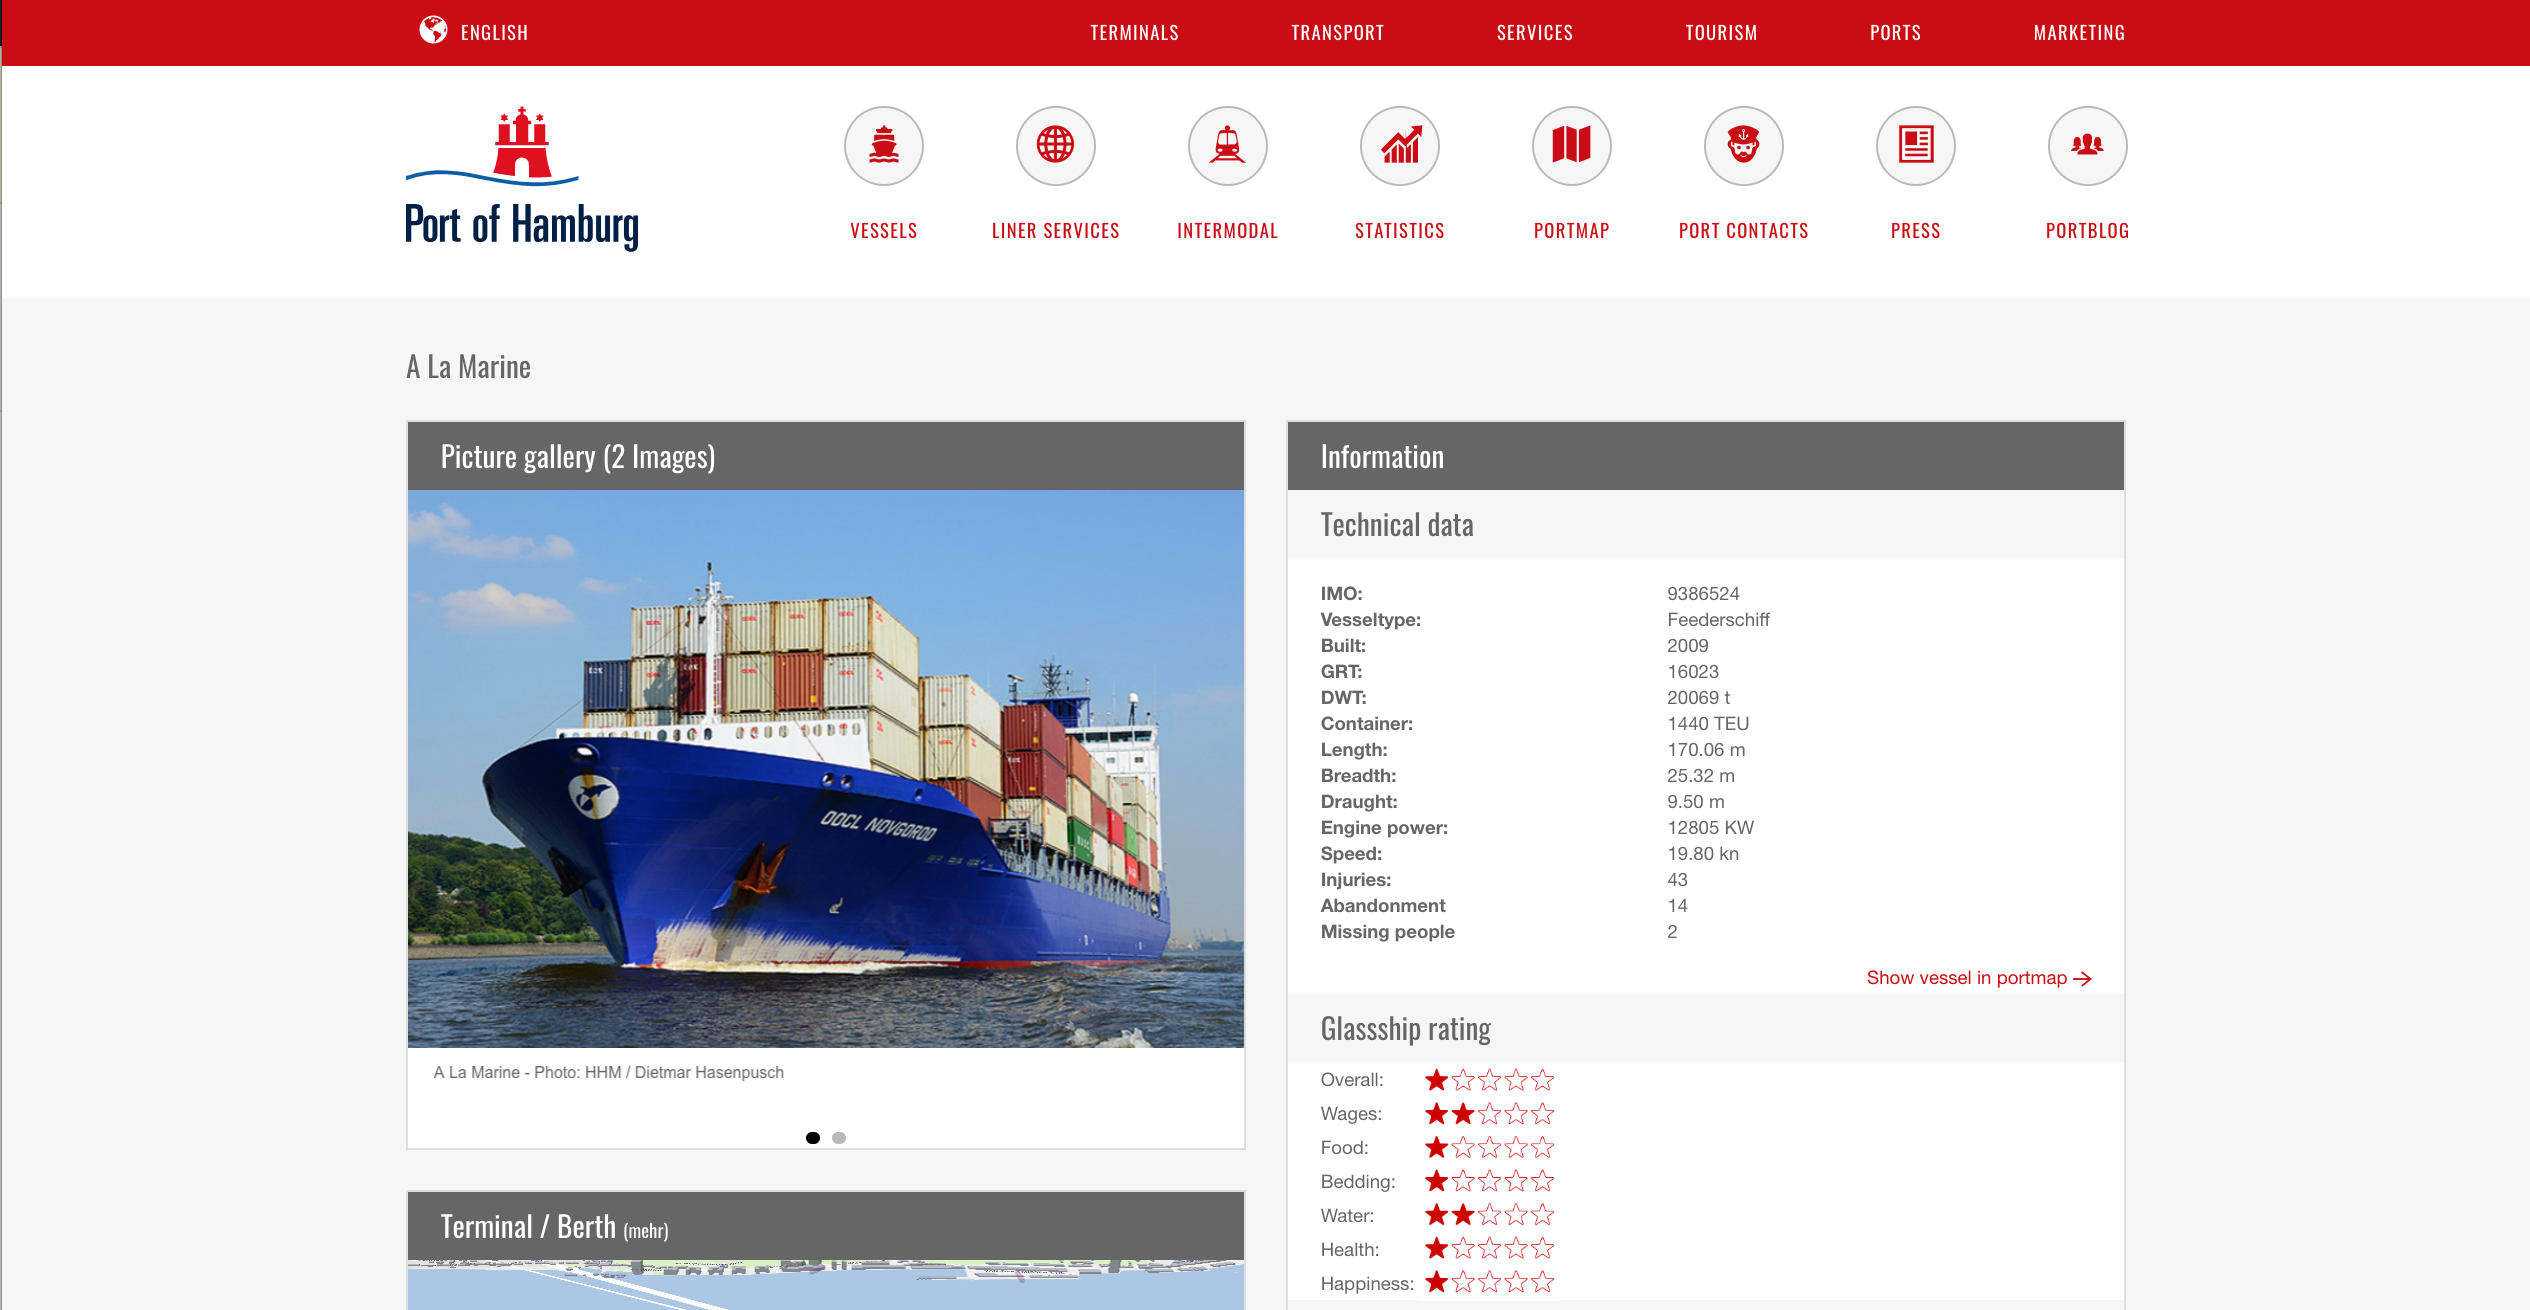 ENGLISH TERMINALS TRANSPORT SERVICES TOURISM PORTS MARKETING
Port of Hamburg
VESSELS LINER SERVICES INTERMODAL STATISTICS PORTMAP PORT CONTACTS PRESS PORTBLOG
A La Marine
Picture gallery (2 Images)
OOCL NOVGOROD
A La Marine - Photo: HHM / Dietmar Hasenpusch
Terminal / Berth (mehr)
Information
Technical data
IMO: 9386524
Vesseltype: Feederschiff
Built: 2009
GRT: 16023
DWT: 20069 t
Container: 1440 TEU
Length: 170.06 m
Breadth: 25.32 m
Draught: 9.50 m
Engine power: 12805 KW
Speed: 19.80 kn
Injuries: 43
Abandonment 14
Missing people 2
Show vessel in portmap →
Glassship rating
Overall:
Wages:
Food:
Bedding:
Water:
Health:
Happiness: